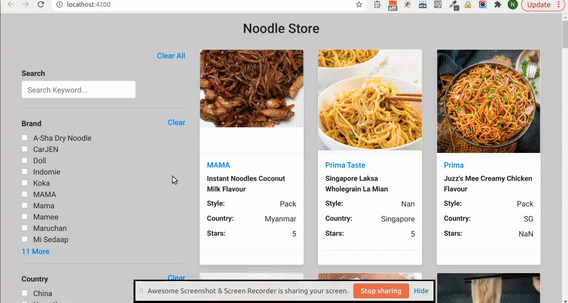 localhost:4200
N
Update
Noodle Store
Clear All
Search
Search Keyword...
Brand
Clear
A-Sha Dry Noodle
CarJEN
Doll
Indomie
Koka
MAMA
Mama
Mamee
Maruchan
Mi Sedaap
11 More
Country
Clear
China
MAMA
Instant Noodles Coconut
Milk Flavour
Style: Pack
Country: Myanmar
Stars: 5
Prima Taste
Singapore Laksa
Wholegrain La Mian
Style: Nan
Country: Singapore
Stars: 5
Prima
Juzz's Mee Creamy Chicken
Flavour
Style: Pack
Country: SG
Stars: NaN
Awesome Screenshot & Screen Recorder is sharing your screen.
Stop sharing
Hide